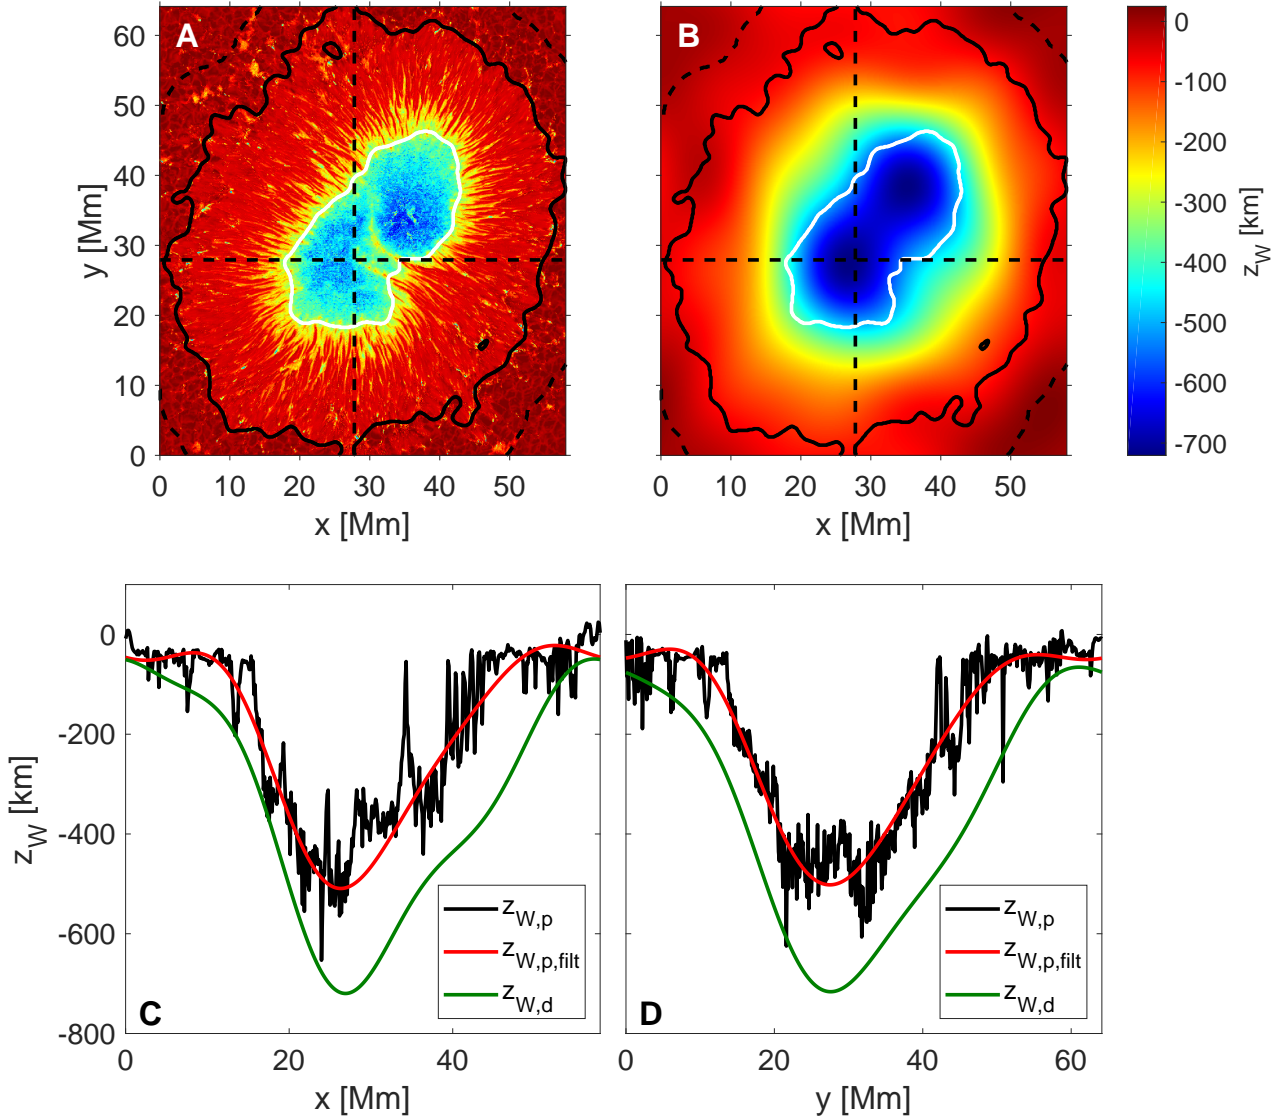 A
B
60
50
40
30
20
10
0
y [Mm]
0 10 20 30 40 50
x [Mm]
0 10 20 30 40 50
x [Mm]
0
-100
-200
-300
-400
-500
-600
-700
z_W [km]
0
-200
-400
-600
-800
z_W [km]
z_W,p
z_W,p,filt
z_W,d
C
0 20 40
x [Mm]
z_W,p
z_W,p,filt
z_W,d
D
0 20 40 60
y [Mm]